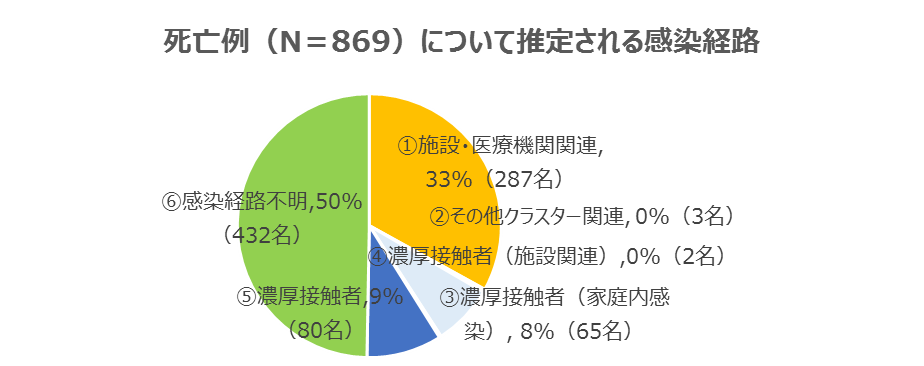 死亡例（N＝869）について推定される感染経路
①施設・医療機関関連,
33%（287名）
②その他クラスター関連, 0%（3名）
④濃厚接触者（施設関連）,0%（2名）
③濃厚接触者（家庭内感
染）, 8%（65名）
⑤濃厚接触者,9%
（80名）
⑥感染経路不明,50%
（432名）